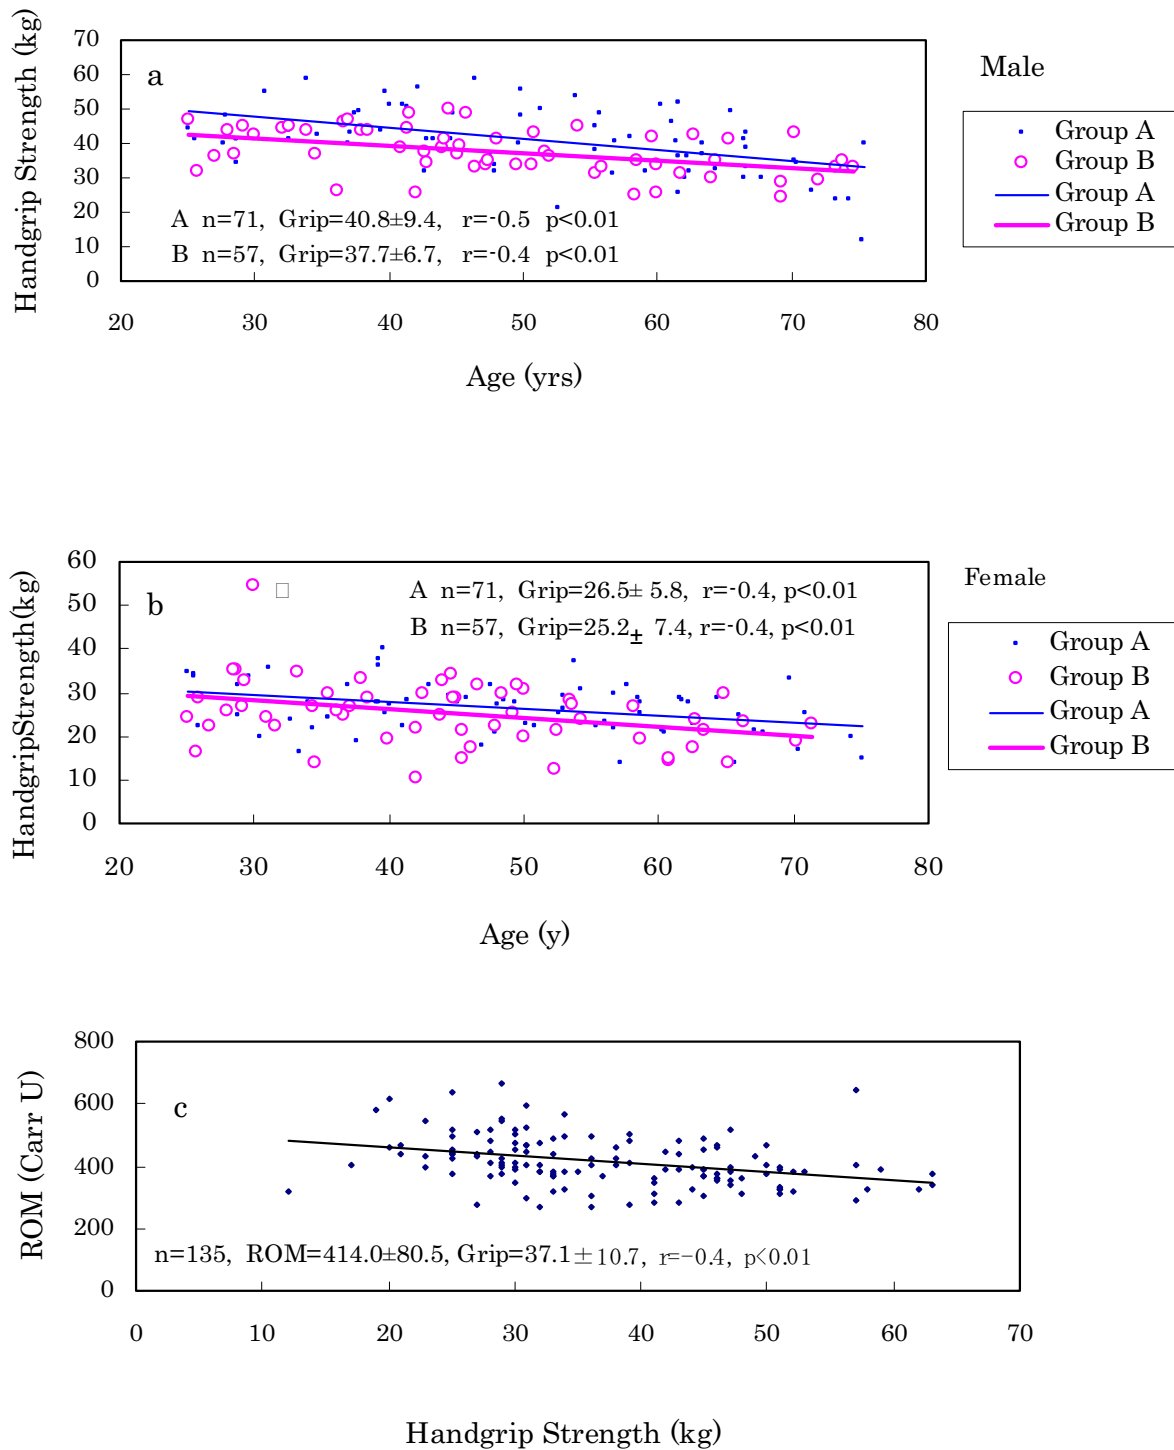 Handgrip Strength (kg)
70
60
50
40
30
20
10
0
a
A n=71, Grip=40.8±9.4, r=-0.5 p<0.01
B n=57, Grip=37.7±6.7, r=-0.4 p<0.01
20 30 40 50 60 70 80
Age (yrs)
Male
Group A
Group B
Group A
Group B
HandgripStrength(kg
60
50
40
30
20
10
0
b
A n=71, Grip=26.5± 5.8, r=-0.4, p<0.01
B n=57, Grip=25.2± 7.4, r=-0.4, p<0.01
20 30 40 50 60 70 80
Age (y)
Female
Group A
Group B
Group A
Group B
ROM (Carr U)
800
600
400
200
0
c
n=135, ROM=414.0±80.5, Grip=37.1±10.7, r=-0.4, p<0.01
0 10 20 30 40 50 60 70
Handgrip Strength (kg)